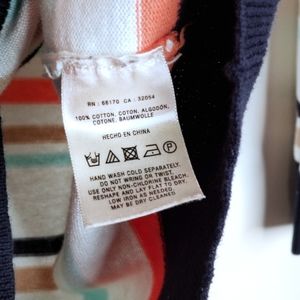 RN : 66170 CA : 32054
100% COTTON, COTON, ALGODÓN,
COTONE, BAUMWOLLE
HECHO EN CHINA
HAND WASH COLD SEPARATELY.
DO NOT WRING OR TWIST.
USE ONLY NON-CHLORINE BLEACH.
RESHAPE AND LAY FLAT TO DRY.
LOW IRON AS NEEDED.
MAY BE DRY CLEANED.